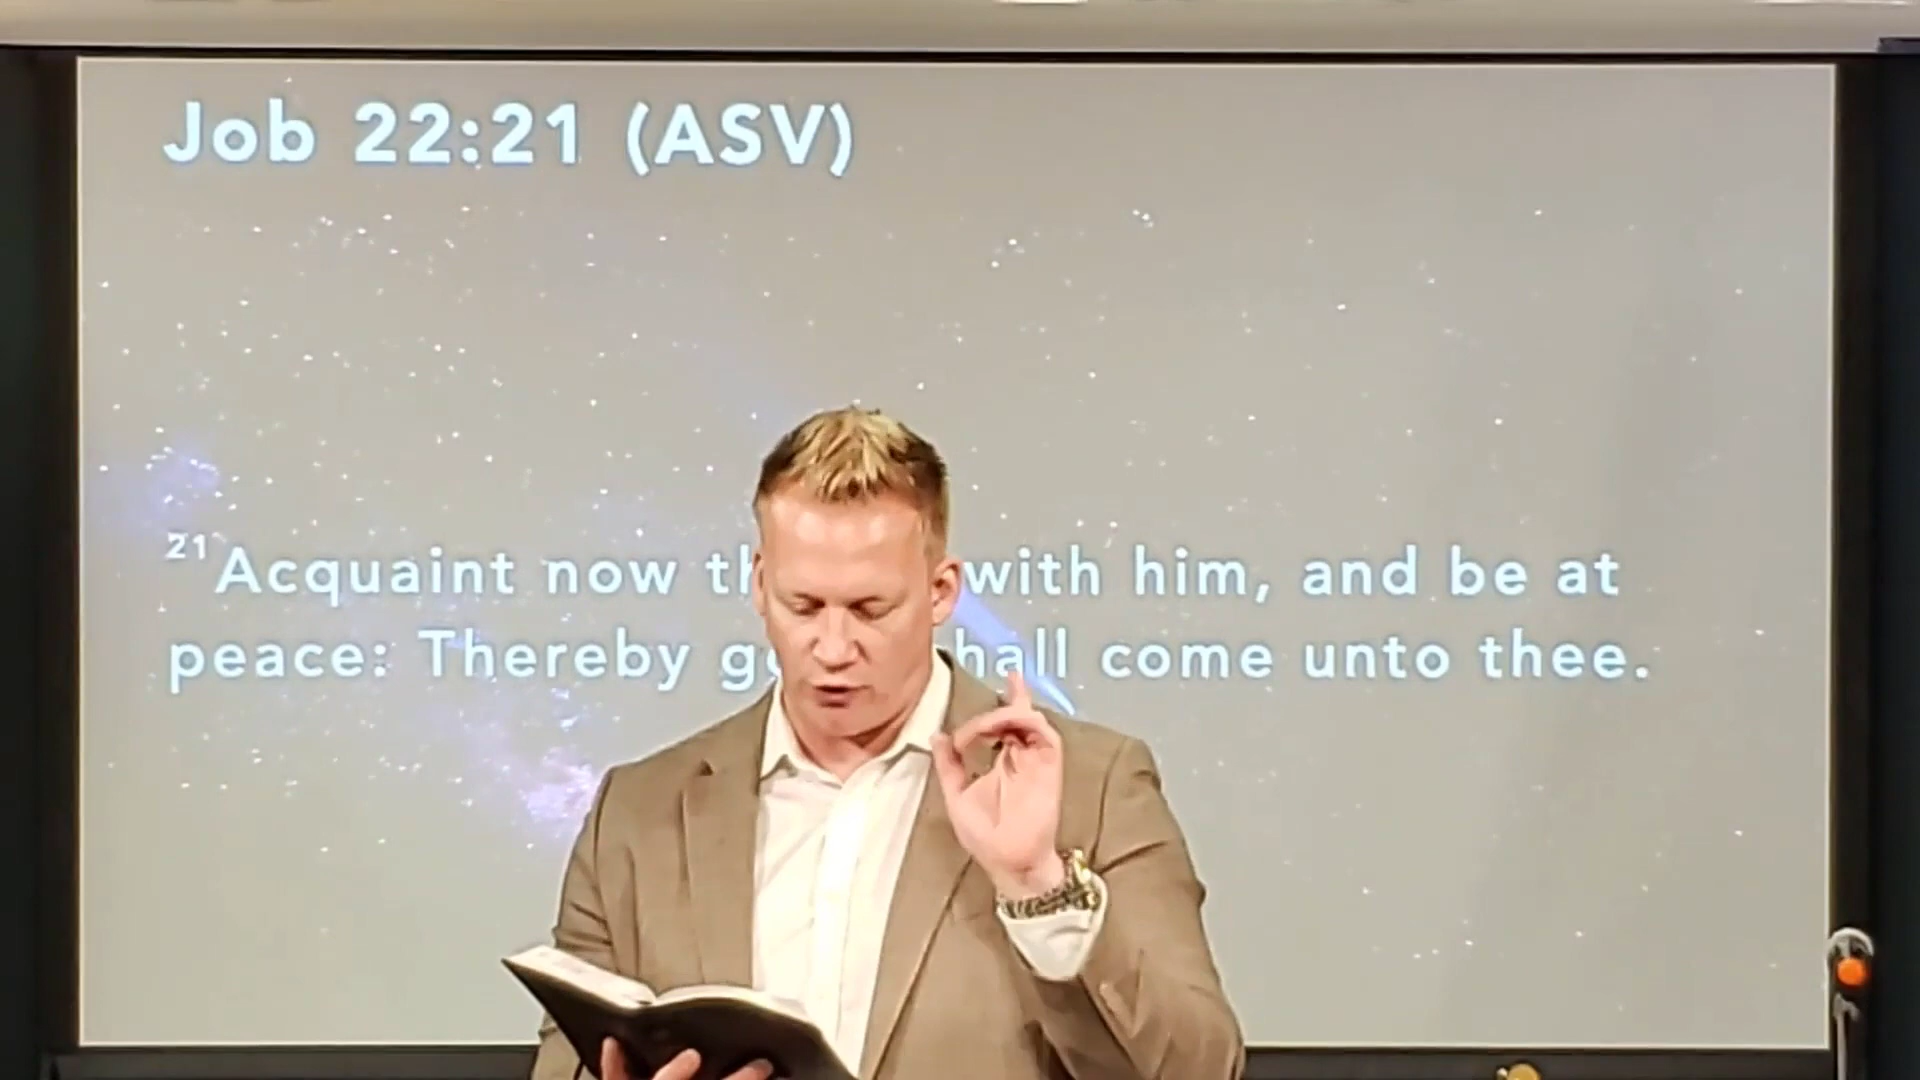 Job 22:21 (ASV)
21 Acquaint now th with him, and be at
peace: Thereby go hall come unto thee.